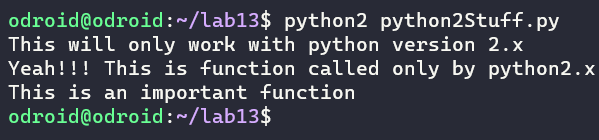 odroid@odroid:~/lab13$ python2 python2Stuff.py
This will only work with python version 2.x
Yeah!!! This is function called only by python2.x
This is an important function
odroid@odroid:~/lab13$